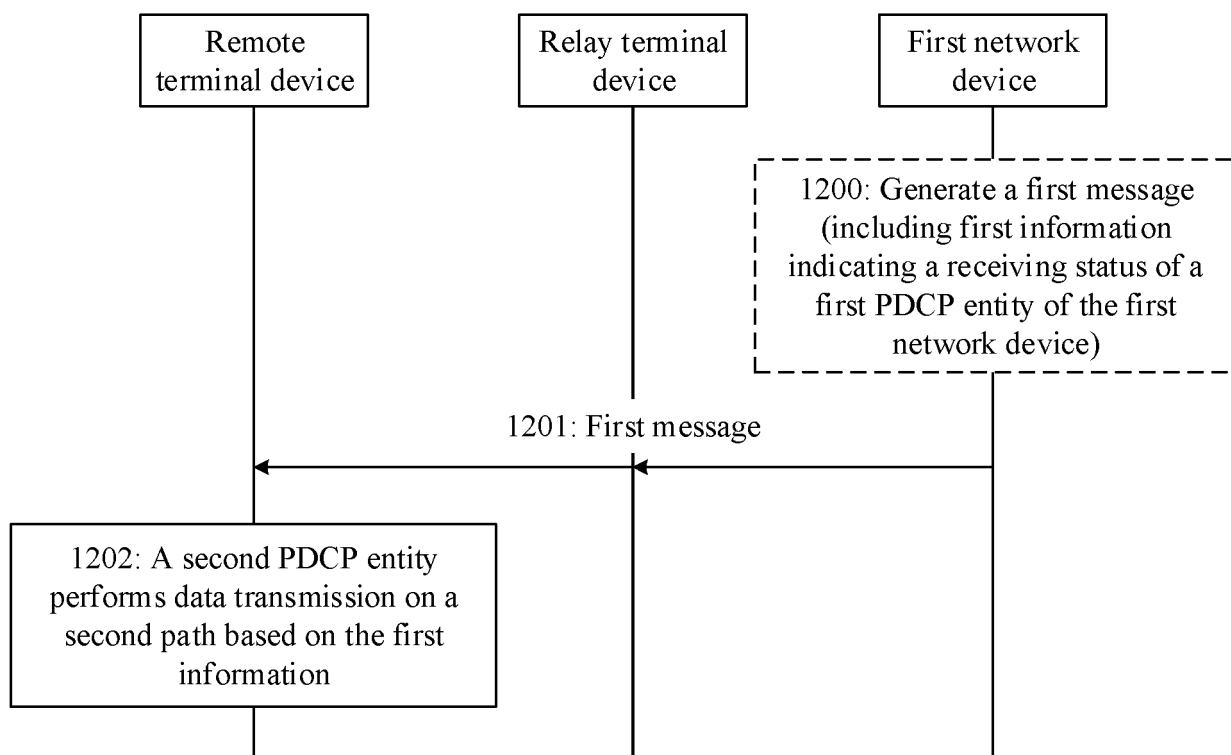 Remote
terminal device
Relay terminal
device
First network
device
1200: Generate a first message
(including first information
indicating a receiving status of a
first PDCP entity of the first
network device)
1201: First message
1202: A second PDCP entity
performs data transmission on a
second path based on the first
information